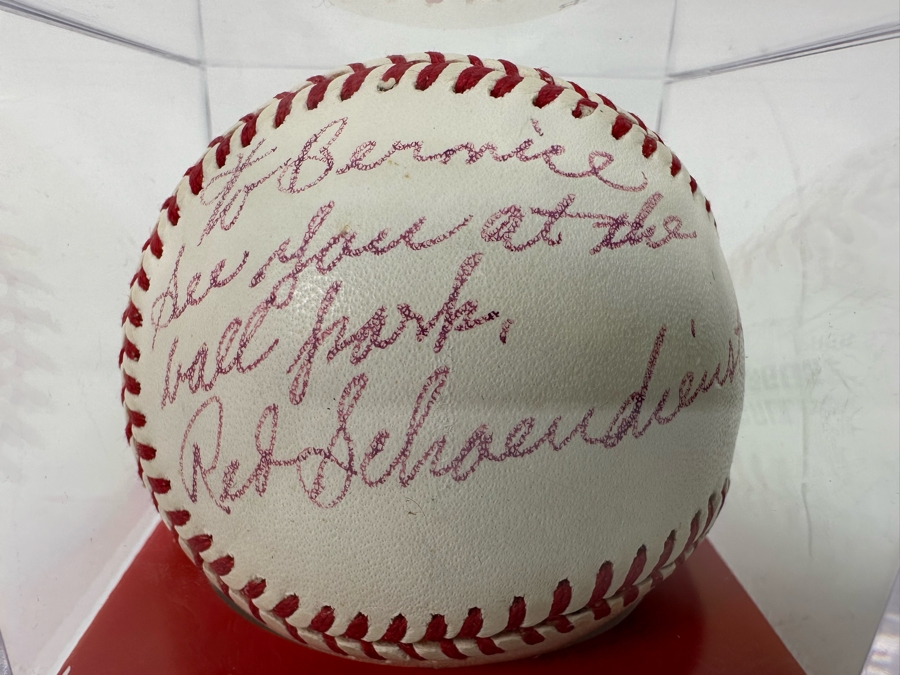 To Bernice
See You at the
ball park.
Red Schoendienst